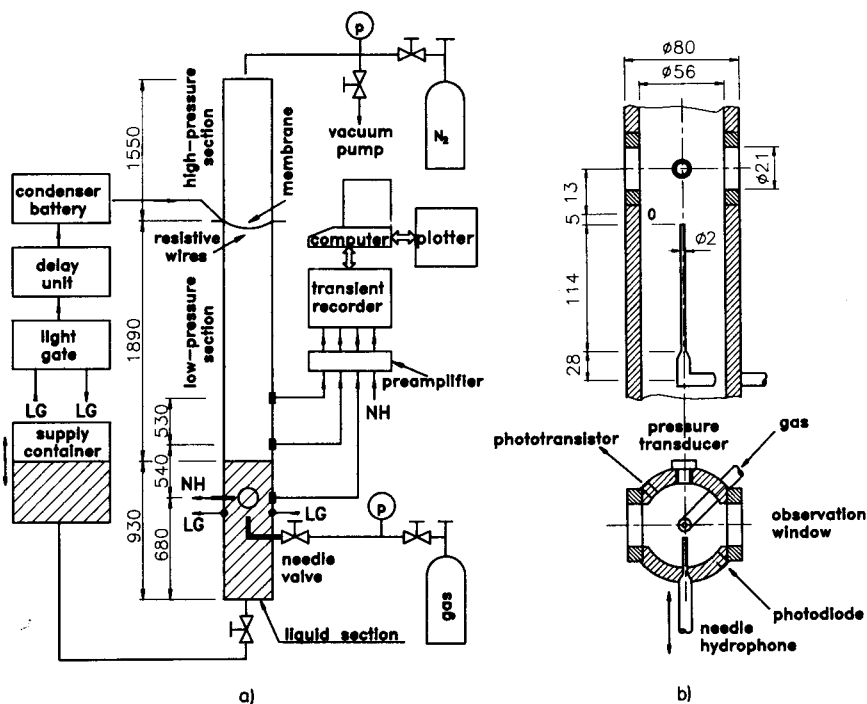 p
N₂
vacuum
pump
1550
high-pressure
section
membrane
condenser
battery
resistive
wires
computer
plotter
delay
unit
transient
recorder
1890
low-pressure
section
light
gate
preamplifier
LG LG
NH
supply
container
530
540
NH
LG
LG
p
930
680
needle
valve
gas
liquid section
a)
ø80
ø56
ø21
13
5
0
ø2
114
28
pressure
transducer
gas
phototransistor
observation
window
photodiode
needle
hydrophone
b)